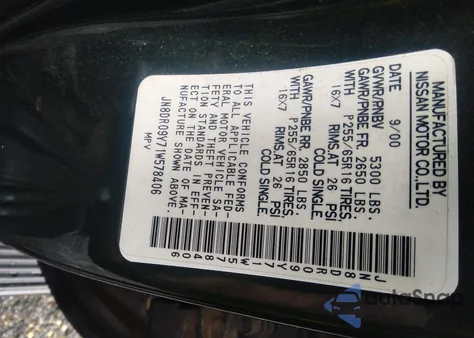 MANUFACTURED BY
NISSAN MOTOR CO.,LTD.
DATE 9/00
GVWR/PNBV 5300 LBS.
GAWR/PNBE FR. 2650 LBS.
WITH P255/65R16
16X7 RIMS,AT 26 PSI
COLD SINGLE.
GAWR/PNBE RR. 2850 LBS.
WITH P255/65R16
16X7 RIMS,AT 26 PSI
COLD SINGLE.
THIS VEHICLE CONFORMS
TO ALL APPLICABLE FED-
ERAL MOTOR VEHICLE SA-
FETY AND THEFT PREVEN-
TION STANDARDS IN EFF-
ECT ON THE DATE OF MA-
NUFACTURE SHOWN ABOVE.
JN8DR09Y71W578406
MPV
JN8DR09Y71W578406
AutoSnap